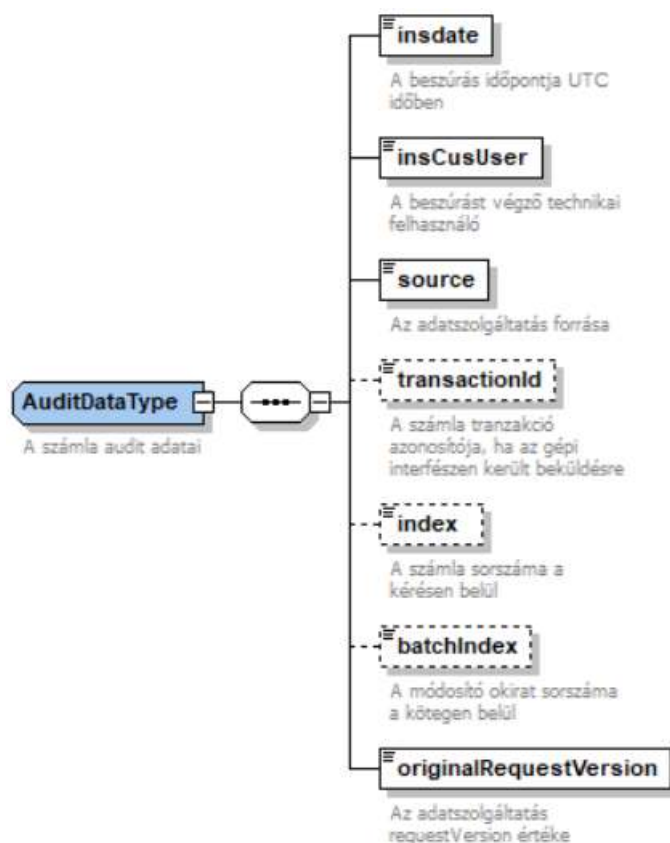 insdate
A beszúrás időpontja UTC
időben
insCusUser
A beszúrást végző technikai
felhasználó
source
Az adatszolgáltatás forrása
AuditDataType
A számla audit adatai
transactionId
A számla tranzakció
azonosítója, ha az gépi
interfészen került beküldésre
index
A számla sorszáma a
kérésen belül
batchIndex
A módosító okirat sorszáma
a kötegen belül
originalRequestVersion
Az adatszolgáltatás
requestVersion értéke